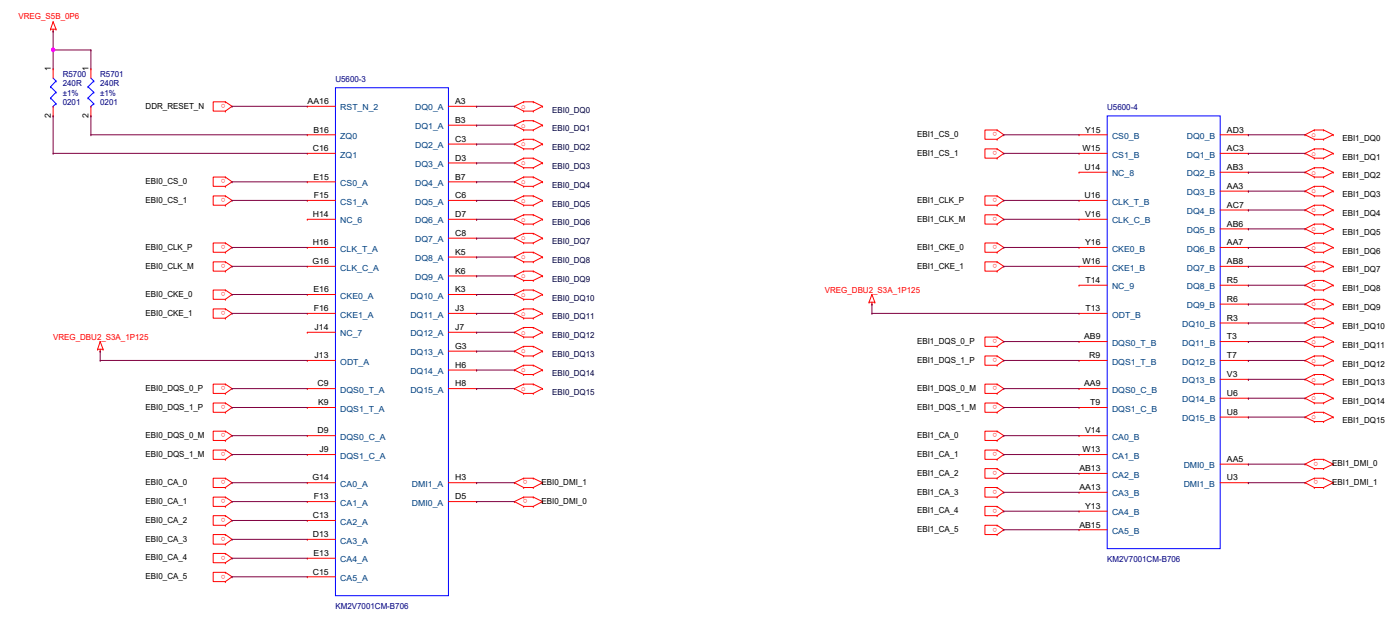 VREG_S5B_0P6
1 1
R5700 R5701
240R 240R
±1% ±1%
0201 0201
2 2
U5600-3
DDR_RESET_N AA16 RST_N_2 DQ0_A A3 EBI0_DQ0
DQ1_A B3 EBI0_DQ1
B16 ZQ0
DQ2_A C3 EBI0_DQ2
C16 ZQ1
DQ3_A D3 EBI0_DQ3
EBI0_CS_0 E15 CS0_A DQ4_A B7 EBI0_DQ4
EBI0_CS_1 F15 CS1_A DQ5_A C6 EBI0_DQ5
H14 NC_6 DQ6_A D7 EBI0_DQ6
DQ7_A C8 EBI0_DQ7
EBI0_CLK_P H16 CLK_T_A
DQ8_A K5 EBI0_DQ8
EBI0_CLK_M G16 CLK_C_A
DQ9_A K6 EBI0_DQ9
EBI0_CKE_0 E16 CKE0_A DQ10_A K3 EBI0_DQ10
EBI0_CKE_1 F16 CKE1_A DQ11_A J3 EBI0_DQ11
J14 NC_7 DQ12_A J7 EBI0_DQ12
VREG_DBU2_S3A_1P125
DQ13_A G3 EBI0_DQ13
J13 ODT_A
DQ14_A H6 EBI0_DQ14
EBI0_DQS_0_P C9 DQS0_T_A DQ15_A H8 EBI0_DQ15
EBI0_DQS_1_P K9 DQS1_T_A
EBI0_DQS_0_M D9 DQS0_C_A
EBI0_DQS_1_M J9 DQS1_C_A
EBI0_CA_0 G14 CA0_A DMI1_A H3 EBI0_DMI_1
EBI0_CA_1 F13 CA1_A DMI0_A D5 EBI0_DMI_0
EBI0_CA_2 C13 CA2_A
EBI0_CA_3 D13 CA3_A
EBI0_CA_4 E13 CA4_A
EBI0_CA_5 C15 CA5_A
KM2V7001CM-B706
U5600-4
EBI1_CS_0 Y15 CS0_B DQ0_B AD3 EBI1_DQ0
EBI1_CS_1 W15 CS1_B DQ1_B AC3 EBI1_DQ1
U14 NC_8 DQ2_B AB3 EBI1_DQ2
DQ3_B AA3 EBI1_DQ3
EBI1_CLK_P U16 CLK_T_B
DQ4_B AC7 EBI1_DQ4
EBI1_CLK_M V16 CLK_C_B
DQ5_B AB6 EBI1_DQ5
EBI1_CKE_0 Y16 CKE0_B DQ6_B AA7 EBI1_DQ6
EBI1_CKE_1 W16 CKE1_B DQ7_B AB8 EBI1_DQ7
T14 NC_9 DQ8_B R5 EBI1_DQ8
VREG_DBU2_S3A_1P125
DQ9_B R6 EBI1_DQ9
T13 ODT_B
DQ10_B R3 EBI1_DQ10
EBI1_DQS_0_P AB9 DQS0_T_B DQ11_B T3 EBI1_DQ11
EBI1_DQS_1_P R9 DQS1_T_B DQ12_B T7 EBI1_DQ12
DQ13_B V3 EBI1_DQ13
EBI1_DQS_0_M AA9 DQS0_C_B
DQ14_B U6 EBI1_DQ14
EBI1_DQS_1_M T9 DQS1_C_B
DQ15_B U8 EBI1_DQ15
EBI1_CA_0 V14 CA0_B
EBI1_CA_1 W13 CA1_B
DMI0_B AA5 EBI1_DMI_0
EBI1_CA_2 AB13 CA2_B
DMI1_B U3 EBI1_DMI_1
EBI1_CA_3 AA13 CA3_B
EBI1_CA_4 Y13 CA4_B
EBI1_CA_5 AB15 CA5_B
KM2V7001CM-B706